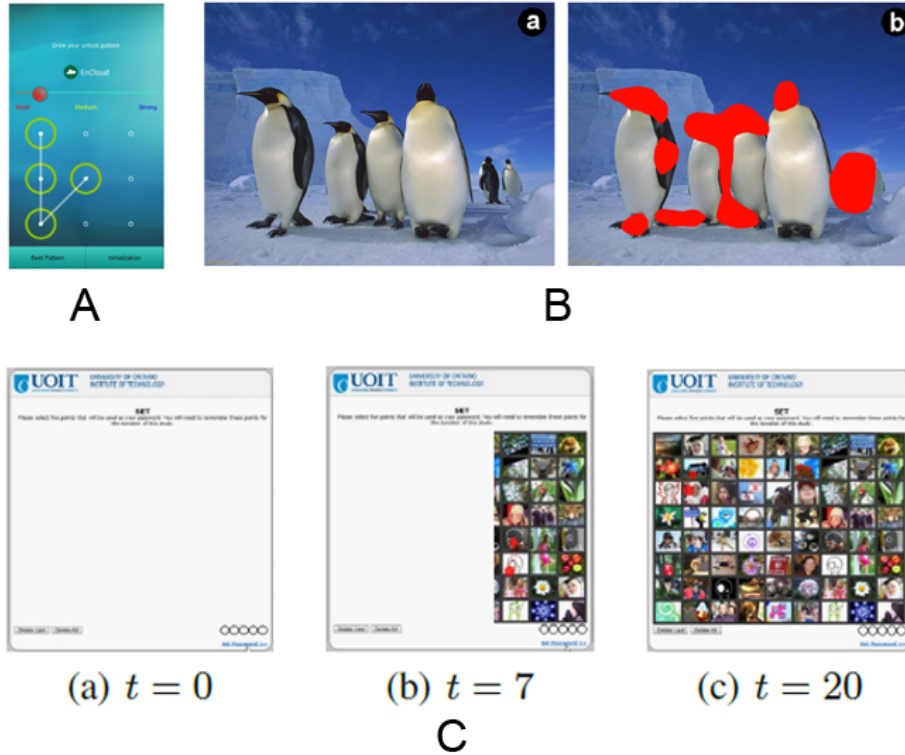 Draw your unlock pattern
EnCloud
Weak Medium Strong
Best Pattern Initialization
a
b
A
B
UOIT UNIVERSITY OF ONTARIO
INSTITUTE OF TECHNOLOGY
SET
Please select five points that will be used as your password. You will need to remember these points for
the duration of this study.
Delete Last Delete All
UOIT UNIVERSITY OF ONTARIO
INSTITUTE OF TECHNOLOGY
SET
Please select five points that will be used as your password. You will need to remember these points for
the duration of this study.
Delete Last Delete All
UOIT UNIVERSITY OF ONTARIO
INSTITUTE OF TECHNOLOGY
SET
Please select five points that will be used as your password. You will need to remember these points for
the duration of this study.
Delete Last Delete All
(a) t = 0
(b) t = 7
(c) t = 20
C